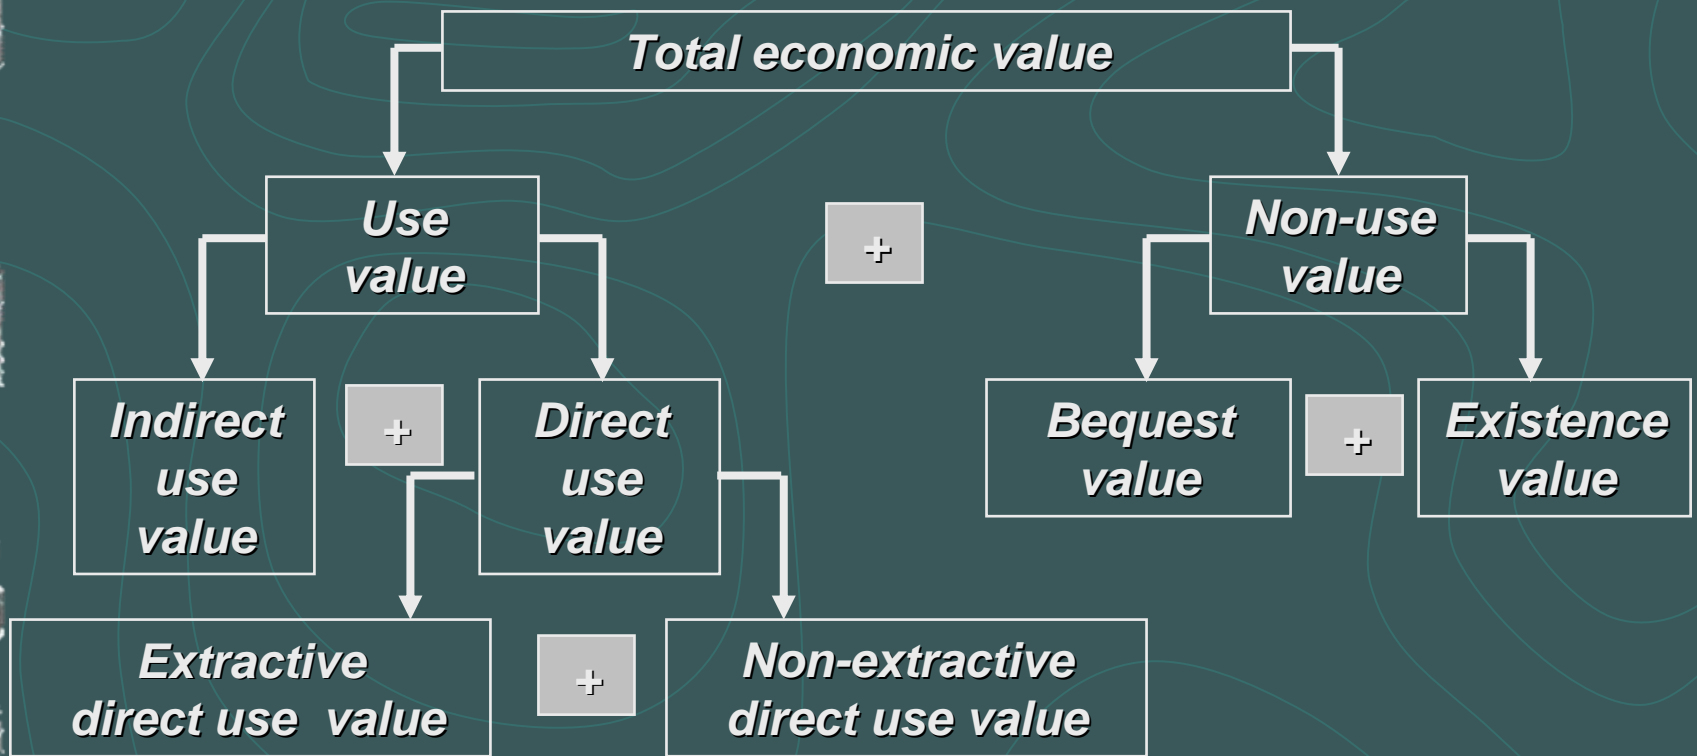 Total economic value
Use
value
+
Non-use
value
Indirect
use
value
+
Direct
use
value
Bequest
value
+
Existence
value
Extractive
direct use  value
+
Non-extractive
direct use value